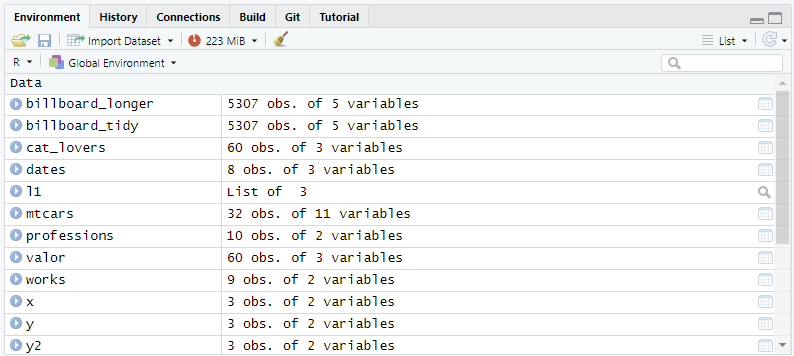 Environment History Connections Build Git Tutorial
Import Dataset 223 MiB List
R Global Environment
Data
billboard_longer 5307 obs. of 5 variables
billboard_tidy 5307 obs. of 5 variables
cat_lovers 60 obs. of 3 variables
dates 8 obs. of 3 variables
l1 List of 3
mtcars 32 obs. of 11 variables
professions 10 obs. of 2 variables
valor 60 obs. of 3 variables
works 9 obs. of 2 variables
x 3 obs. of 2 variables
y 3 obs. of 2 variables
y2 3 obs. of 2 variables